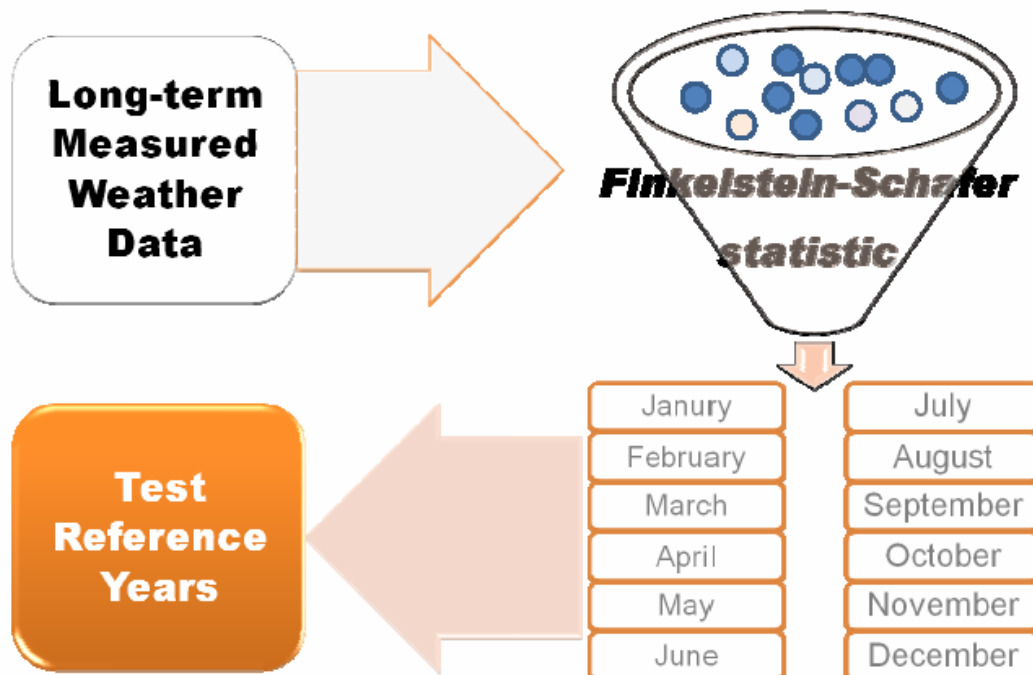 Long-term
Measured
Weather
Data
Finkelstein-Schafer
statistic
Janury
February
March
April
May
June
July
August
September
October
November
December
Test
Reference
Years